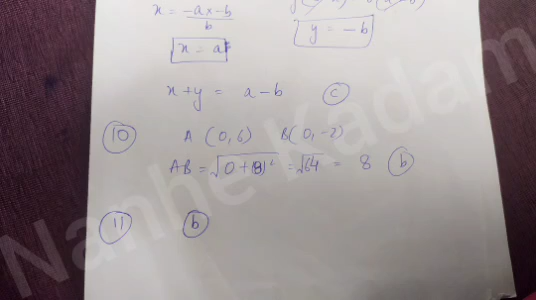 x = -ax-b / b
x = a
y = -b
x+y = a-b (c)
(10) A (0,6) B(0,-2)
AB = √(0+(8)² = √64 = 8 (b)
(11) (b)
Nanhe Kadam